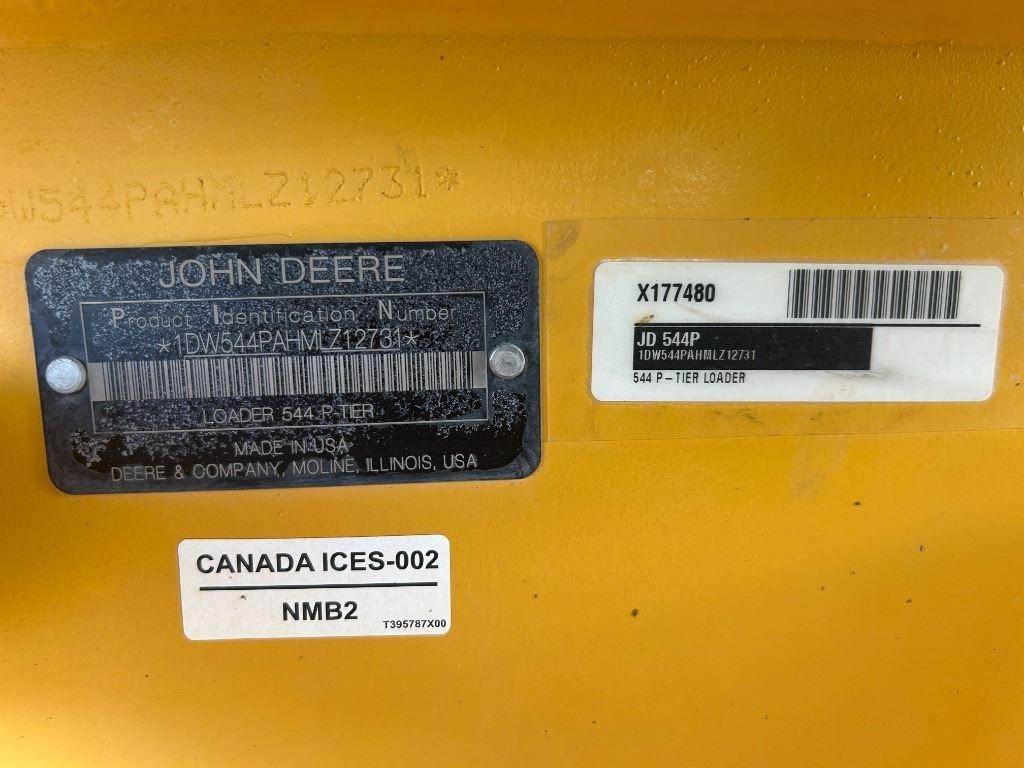 DW544PAHMLZ12731*
JOHN DEERE
Product Identification Number
*1DW544PAHMLZ12731*
LOADER 544 P-TIER
MADE IN USA
DEERE & COMPANY, MOLINE, ILLINOIS, USA
X177480
JD 544P
1DW544PAHMLZ12731
544 P-TIER LOADER
CANADA ICES-002
NMB2
T395787X00